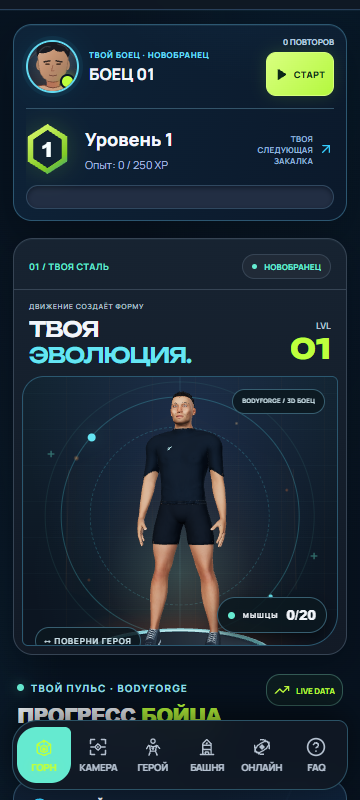 0 ПОВТОРОВ
ТВОЙ БОЕЦ · НОВОБРАНЕЦ
БОЕЦ 01
СТАРТ
1
Уровень 1
Опыт: 0 / 250 XP
ТВОЯ
СЛЕДУЮЩАЯ
ЗАКАЛКА
01 / ТВОЯ СТАЛЬ
НОВОБРАНЕЦ
ДВИЖЕНИЕ СОЗДАЁТ ФОРМУ
ТВОЯ
ЭВОЛЮЦИЯ.
LVL
01
BODYFORGE / 3D БОЕЦ
МЫШЦЫ 0/20
↔ ПОВЕРНИ ГЕРОЯ
ТВОЙ ПУЛЬС · BODYFORGE
LIVE DATA
ПРОГРЕСС БОЙЦА
ГОРН
КАМЕРА
ГЕРОЙ
БАШНЯ
ОНЛАЙН
FAQ